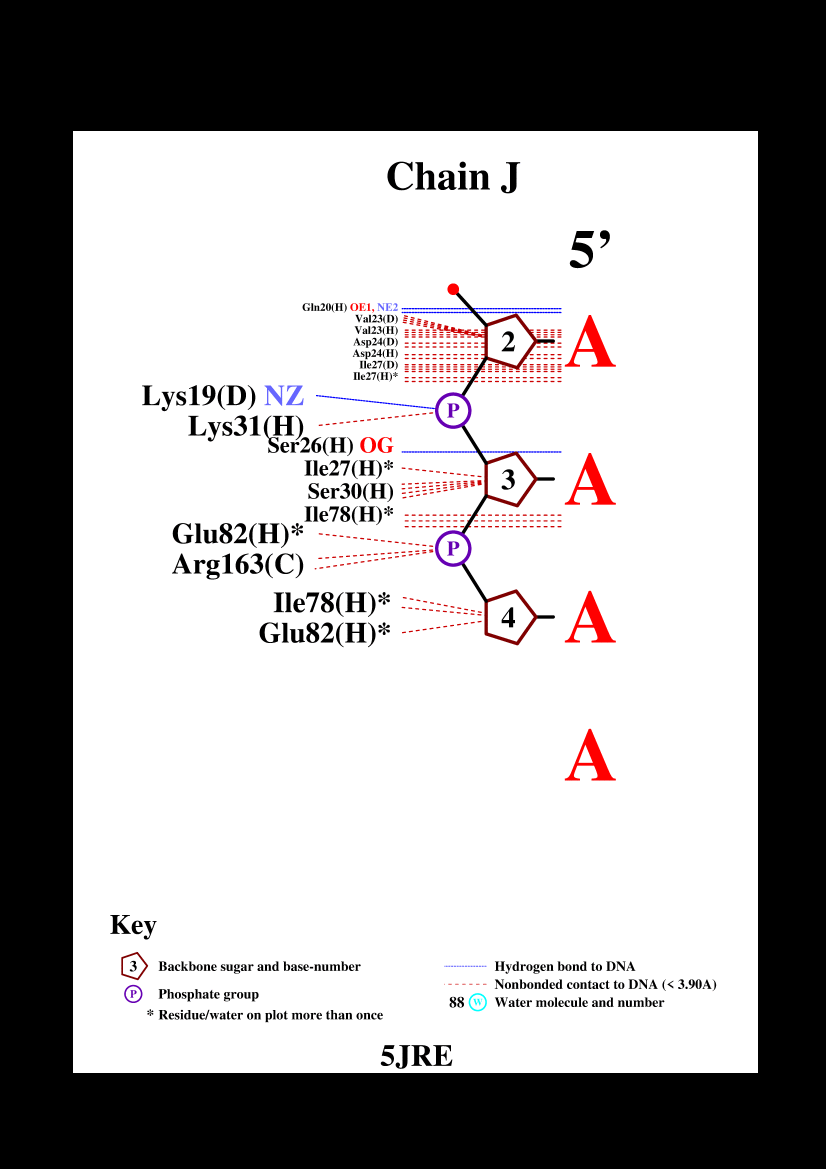 Chain J
5’
Gln20(H) OE1, NE2
Val23(D)
Val23(H)
Asp24(D)
Asp24(H)
Ile27(D)
Ile27(H)*
2
A
Lys19(D) NZ
P
Lys31(H)
Ser26(H) OG
Ile27(H)*
Ser30(H)
3
A
Ile78(H)*
Glu82(H)*
P
Arg163(C)
Ile78(H)*
4
A
Glu82(H)*
A
Key
3 Backbone sugar and base-number
P Phosphate group
* Residue/water on plot more than once
Hydrogen bond to DNA
Nonbonded contact to DNA (< 3.90A)
88 W Water molecule and number
5JRE